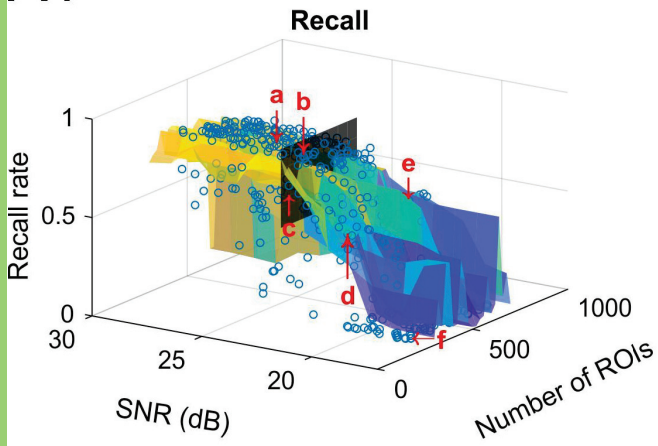 Recall
a
b
1
e
Recall rate
0.5
c
d
0
1000
30
f
25
500
20
0
SNR (dB)
Number of ROIs